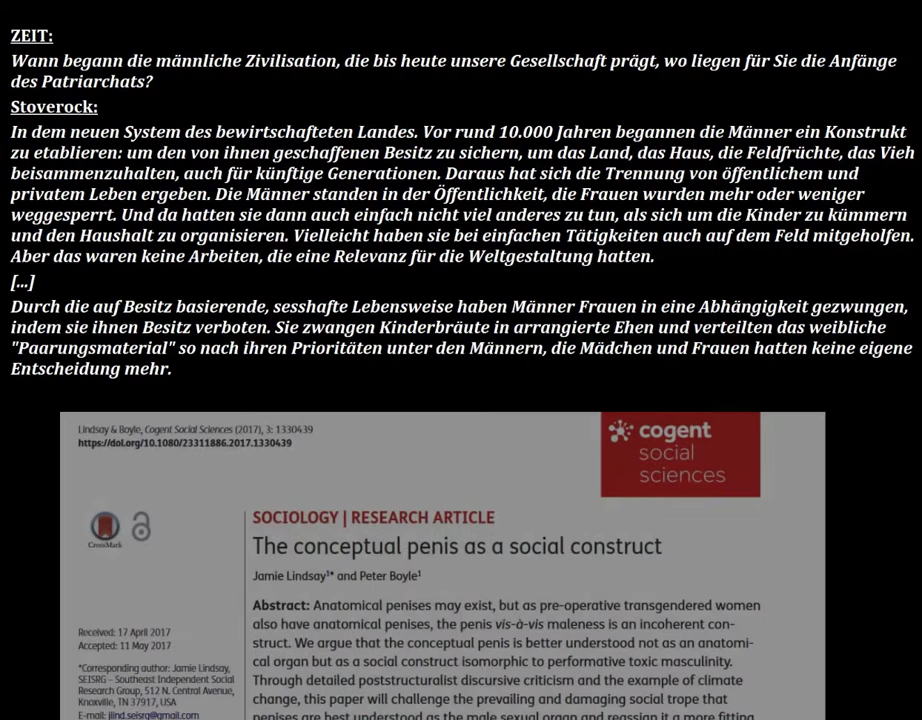 ZEIT:
Wann begann die männliche Zivilisation, die bis heute unsere Gesellschaft prägt, wo liegen für Sie die Anfänge
des Patriarchats?
Stoverock:
In dem neuen System des bewirtschafteten Landes. Vor rund 10.000 Jahren begannen die Männer ein Konstrukt
zu etablieren: um den von ihnen geschaffenen Besitz zu sichern, um das Land, das Haus, die Feldfrüchte, das Vieh
beisammenzuhalten, auch für künftige Generationen. Daraus hat sich die Trennung von öffentlichem und
privatem Leben ergeben. Die Männer standen in der Öffentlichkeit, die Frauen wurden mehr oder weniger
weggesperrt. Und da hatten sie dann auch einfach nicht viel anderes zu tun, als sich um die Kinder zu kümmern
und den Haushalt zu organisieren. Vielleicht haben sie bei einfachen Tätigkeiten auch auf dem Feld mitgeholfen.
Aber das waren keine Arbeiten, die eine Relevanz für die Weltgestaltung hatten.
[...]
Durch die auf Besitz basierende, sesshafte Lebensweise haben Männer Frauen in eine Abhängigkeit gezwungen,
indem sie ihnen Besitz verboten. Sie zwangen Kinderbräute in arrangierte Ehen und verteilten das weibliche
"Paarungsmaterial" so nach ihren Prioritäten unter den Männern, die Mädchen und Frauen hatten keine eigene
Entscheidung mehr.
Lindsay & Boyle, Cogent Social Sciences (2017), 3: 1330439
https://doi.org/10.1080/23311886.2017.1330439
cogent
social
sciences
CrossMark
SOCIOLOGY | RESEARCH ARTICLE
The conceptual penis as a social construct
Jamie Lindsay¹* and Peter Boyle¹
Abstract: Anatomical penises may exist, but as pre-operative transgendered women
also have anatomical penises, the penis vis-à-vis maleness is an incoherent con-
struct. We argue that the conceptual penis is better understood not as an anatomi-
cal organ but as a social construct isomorphic to performative toxic masculinity.
Through detailed poststructuralist discursive criticism and the example of climate
change, this paper will challenge the prevailing and damaging social trope that
penises are best understood as the male sexual organ and reassign it a more fitting
Received: 17 April 2017
Accepted: 11 May 2017
*Corresponding author: Jamie Lindsay,
SEISRG – Southeast Independent Social
Research Group, 512 N. Central Avenue,
Knoxville, TN 37917, USA
E-mail: jlind.seisrg@gmail.com